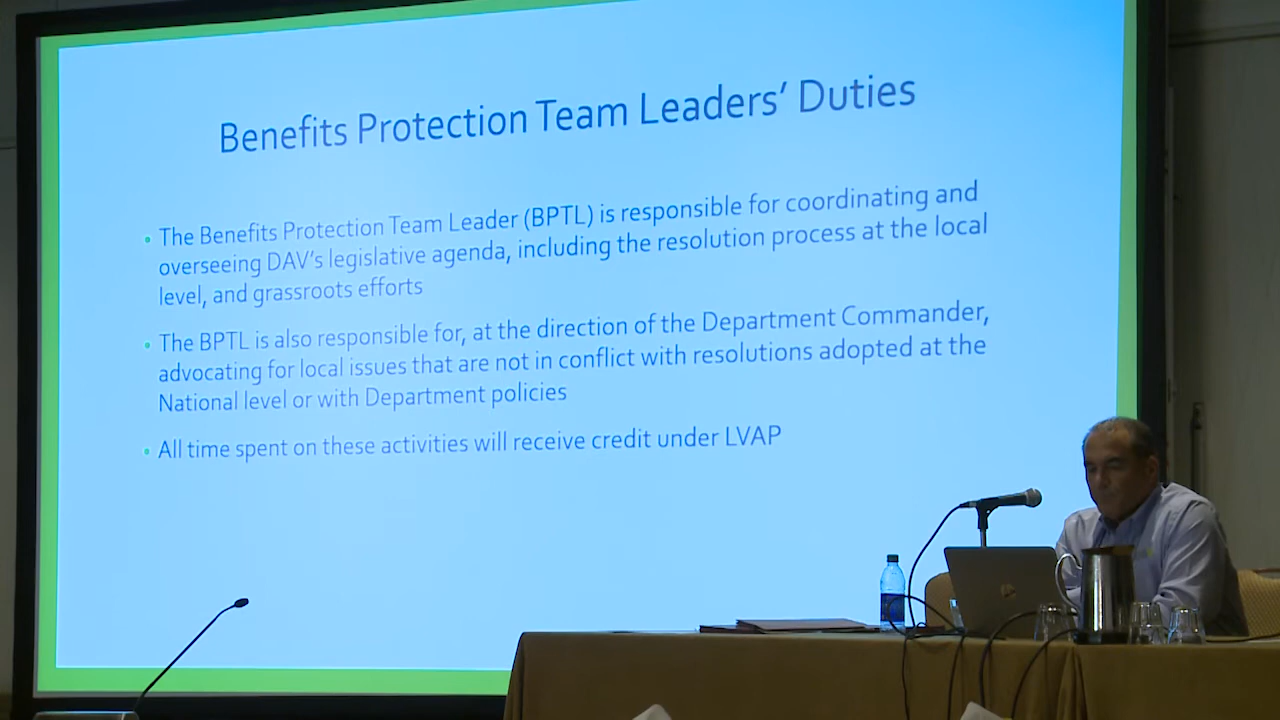 Benefits Protection Team Leaders' Duties
• The Benefits Protection Team Leader (BPTL) is responsible for coordinating and
overseeing DAV's legislative agenda, including the resolution process at the local
level, and grassroots efforts
• The BPTL is also responsible for, at the direction of the Department Commander,
advocating for local issues that are not in conflict with resolutions adopted at the
National level or with Department policies
• All time spent on these activities will receive credit under LVAP